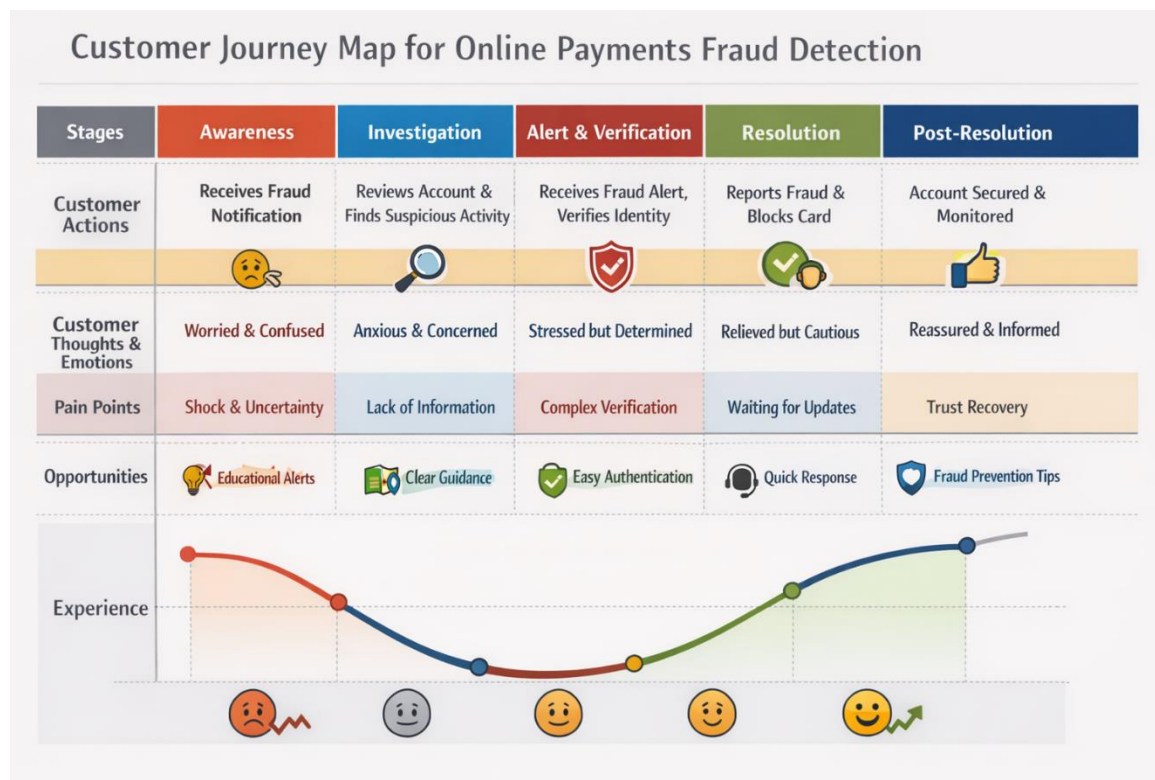 Customer Journey Map for Online Payments Fraud Detection
Stages
Awareness
Investigation
Alert & Verification
Resolution
Post-Resolution
Customer
Actions
Receives Fraud
Notification
Reviews Account &
Finds Suspicious Activity
Receives Fraud Alert,
Verifies Identity
Reports Fraud &
Blocks Card
Account Secured &
Monitored
Customer
Thoughts &
Emotions
Worried & Confused
Anxious & Concerned
Stressed but Determined
Relieved but Cautious
Reassured & Informed
Pain Points
Shock & Uncertainty
Lack of Information
Complex Verification
Waiting for Updates
Trust Recovery
Opportunities
Educational Alerts
Clear Guidance
Easy Authentication
Quick Response
Fraud Prevention Tips
Experience